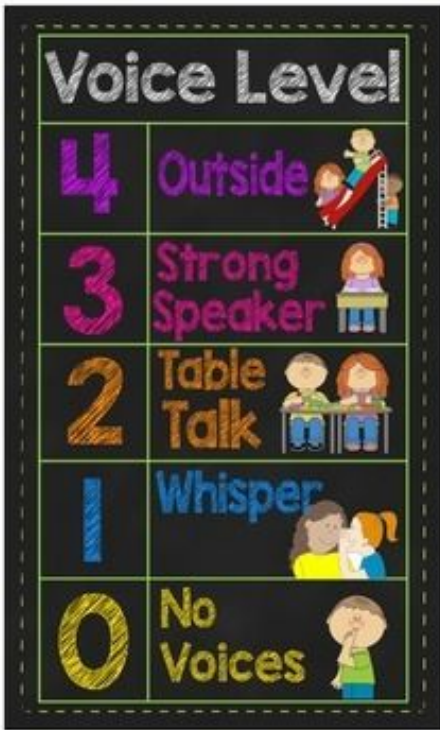 Voice Level
4 Outside
3 Strong
Speaker
2 Table
Talk
1 Whisper
0 No
Voices